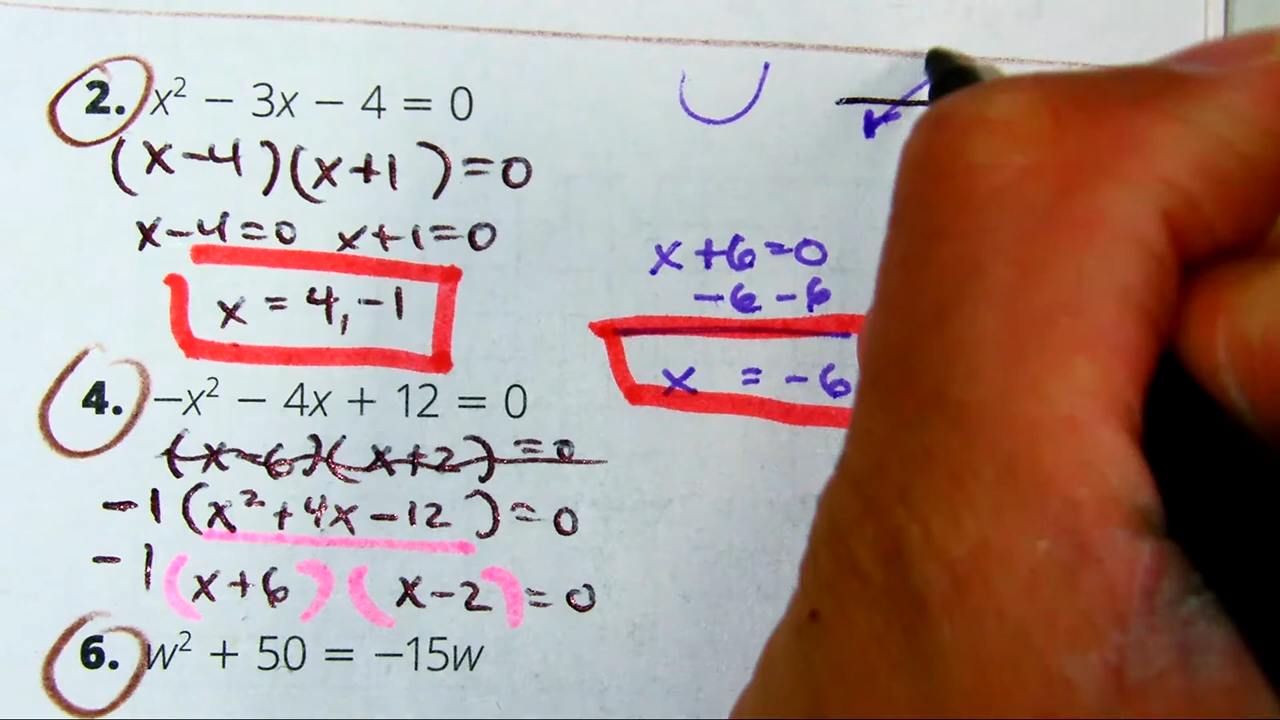 2. x² − 3x − 4 = 0
(x-4)(x+1)=0
x-4=0 x+1=0
x = 4, -1
x+6=0
-6 -6
x = -6
4. −x² − 4x + 12 = 0
(x-6)(x+2)=0
-1(x²+4x-12)=0
-1(x+6)(x-2)=0
6. w² + 50 = −15w